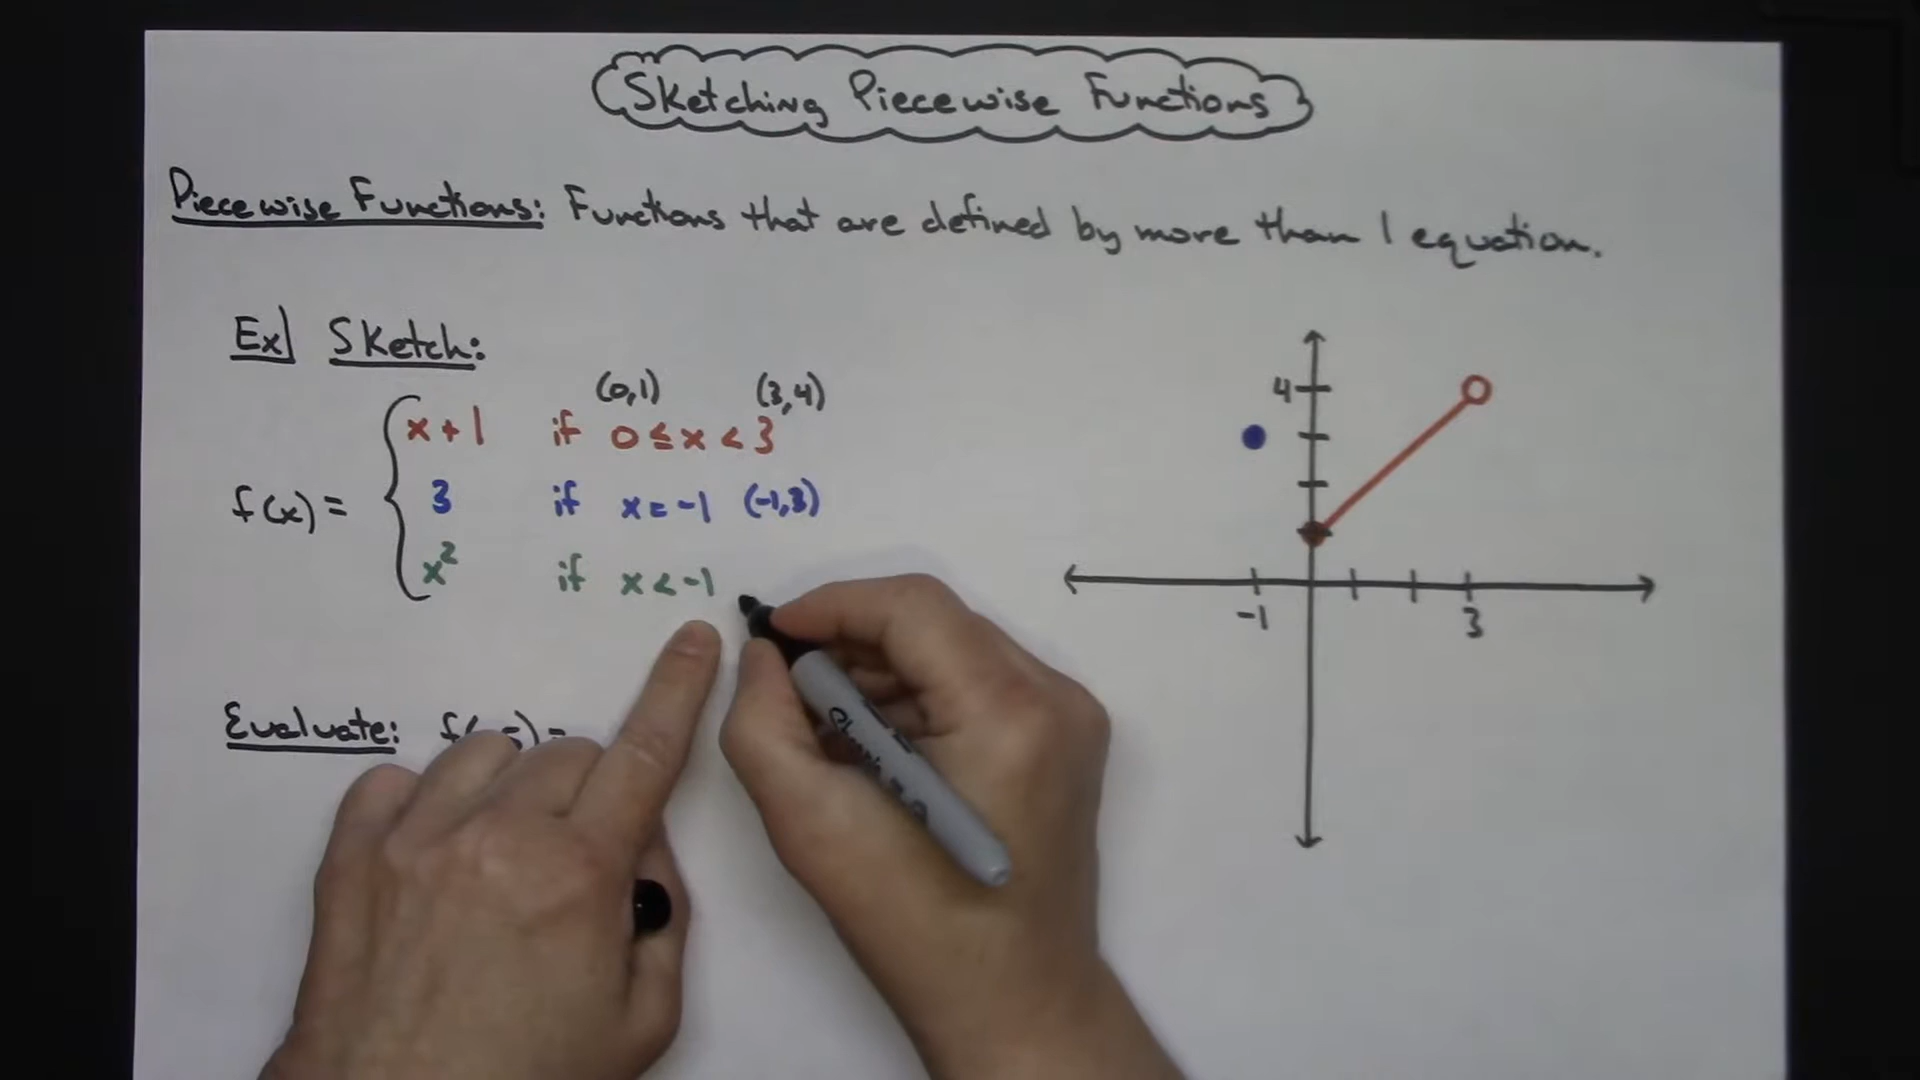 Sketching Piecewise Functions
Piecewise Functions: Functions that are defined by more than 1 equation.
Ex) Sketch:
(0,1) (3,4)
x + 1 if 0 ≤ x < 3
f(x) = 3 if x = -1 (-1,3)
x² if x < -1
4
-1 3
Evaluate: f(